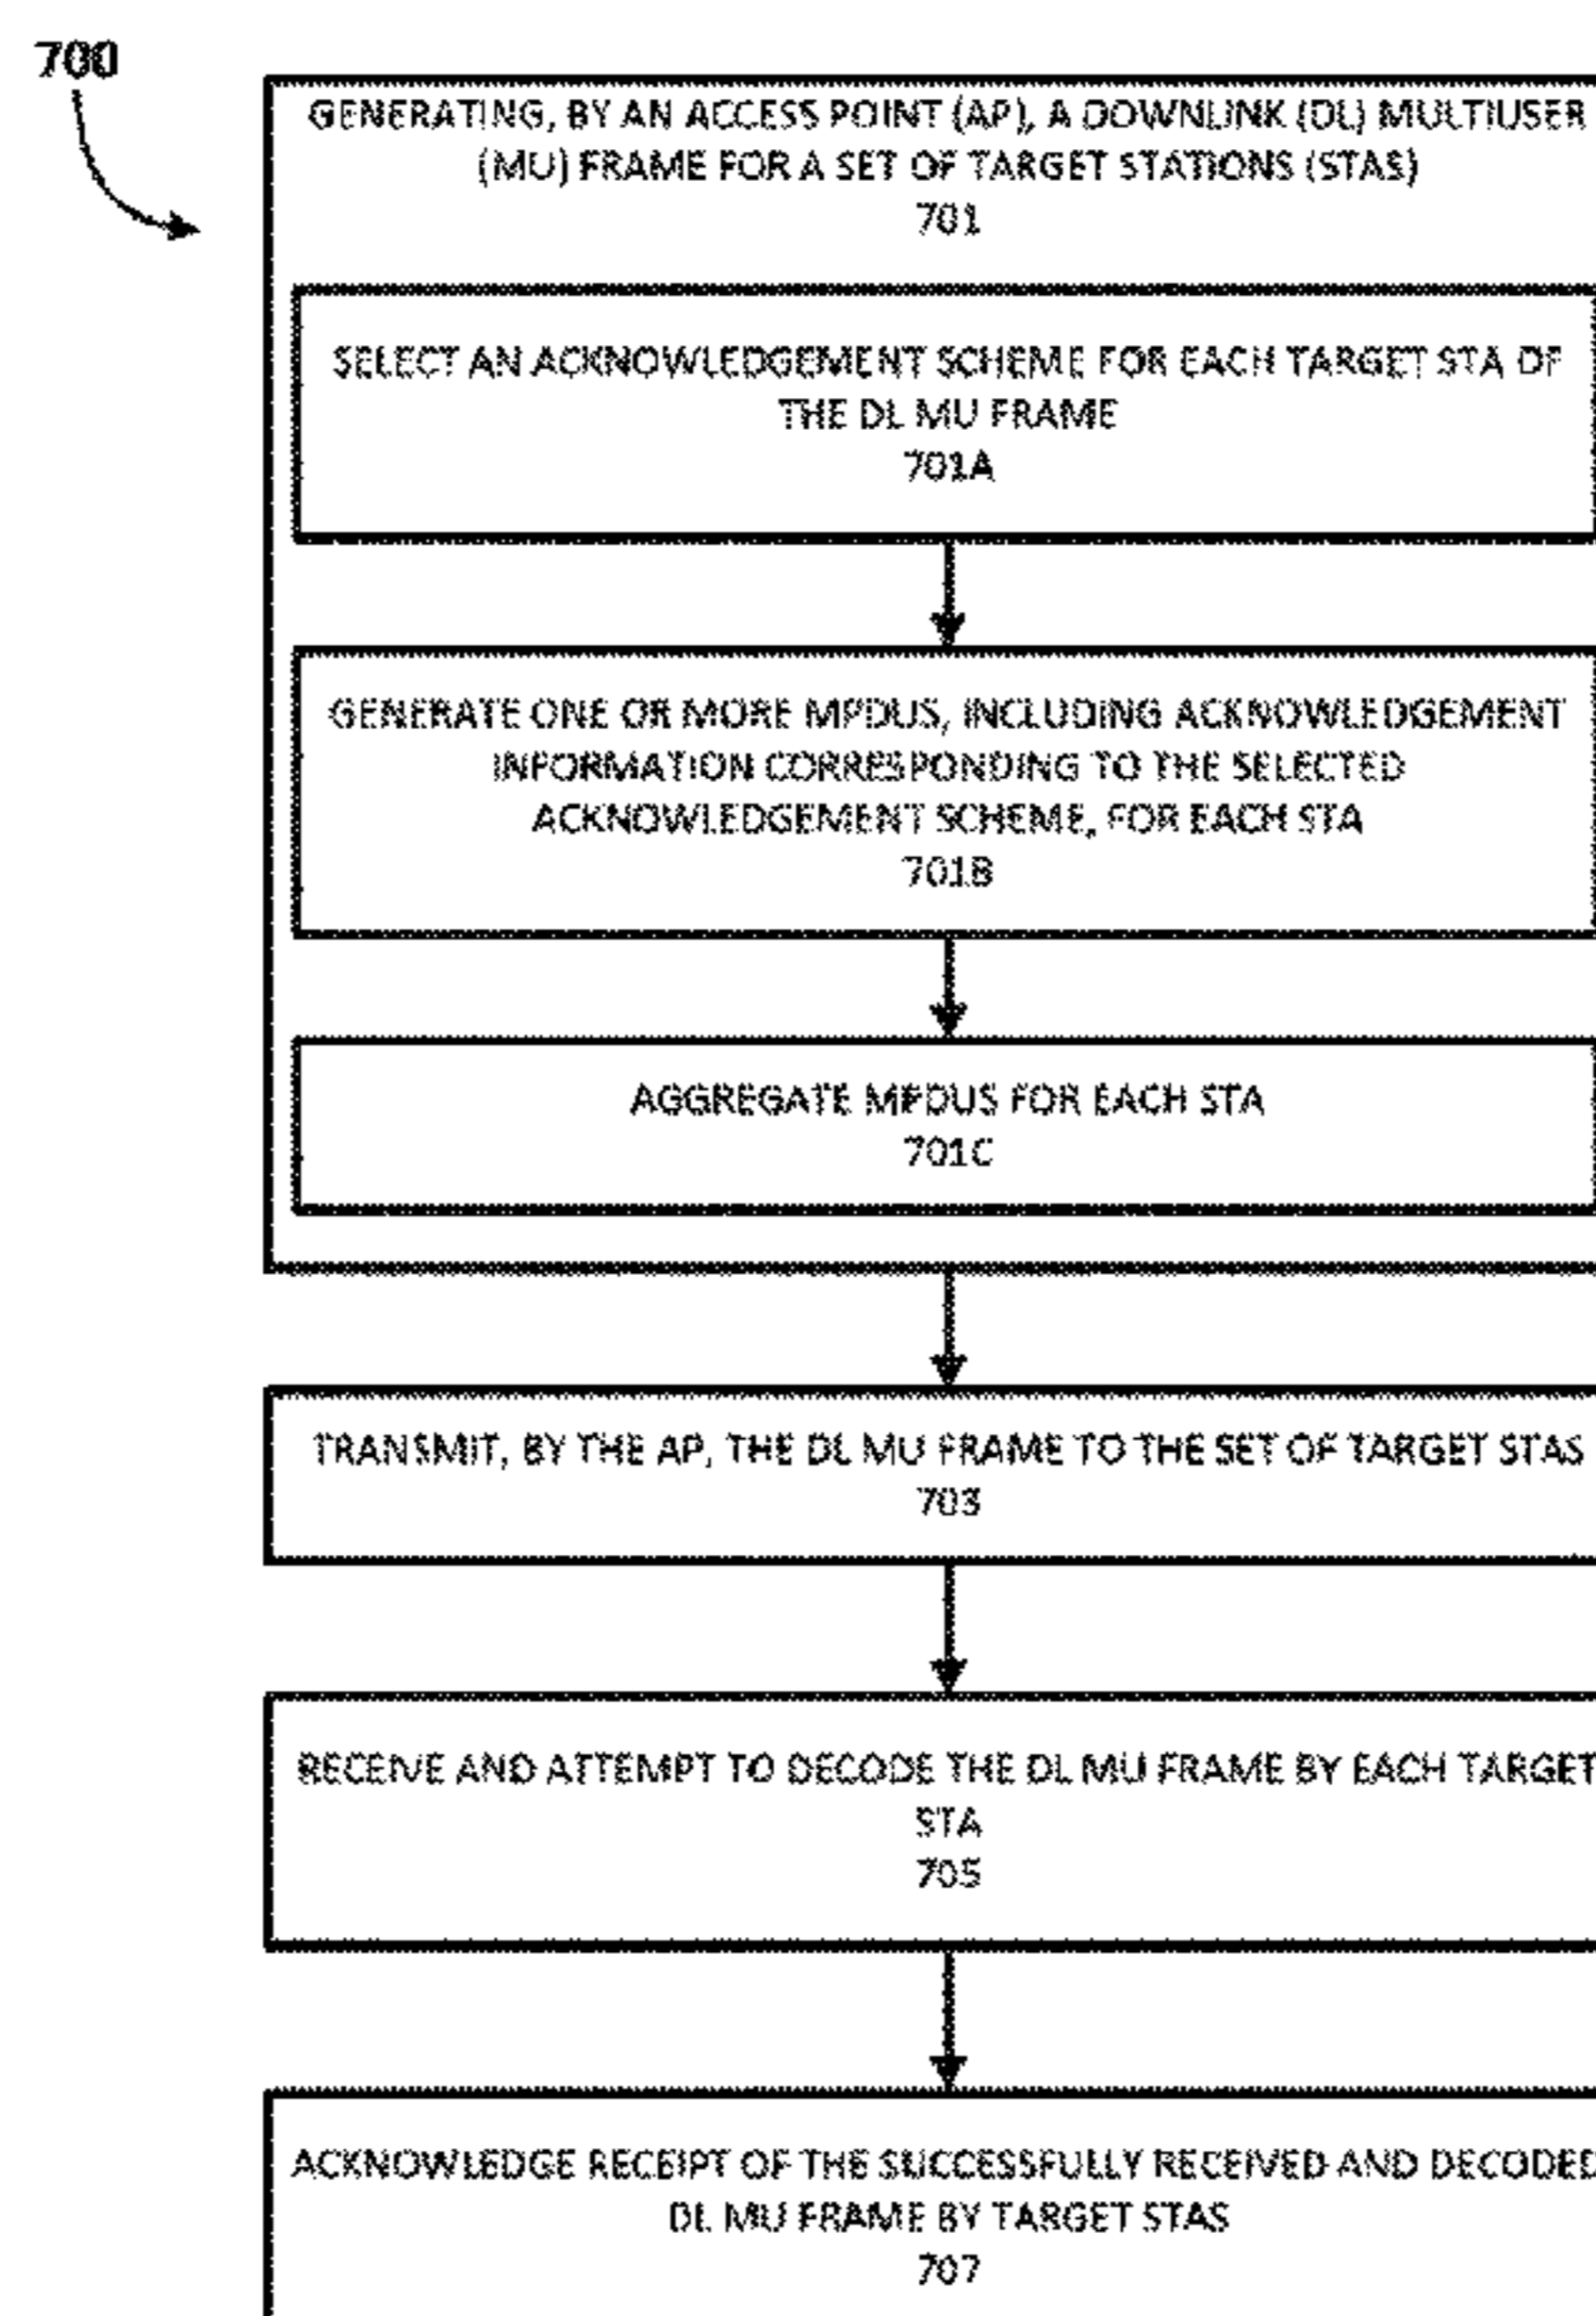 700
GENERATING, BY AN ACCESS POINT (AP), A DOWNLINK (DL) MULTIUSER
(MU) FRAME FOR A SET OF TARGET STATIONS (STAS)
701
SELECT AN ACKNOWLEDGEMENT SCHEME FOR EACH TARGET STA OF
THE DL MU FRAME
701A
GENERATE ONE OR MORE MPDUS, INCLUDING ACKNOWLEDGEMENT
INFORMATION CORRESPONDING TO THE SELECTED
ACKNOWLEDGEMENT SCHEME, FOR EACH STA
701B
AGGREGATE MPDUS FOR EACH STA
701C
TRANSMIT, BY THE AP, THE DL MU FRAME TO THE SET OF TARGET STAS
703
RECEIVE AND ATTEMPT TO DECODE THE DL MU FRAME BY EACH TARGET
STA
705
ACKNOWLEDGE RECEIPT OF THE SUCCESSFULLY RECEIVED AND DECODED
DL MU FRAME BY TARGET STAS
707